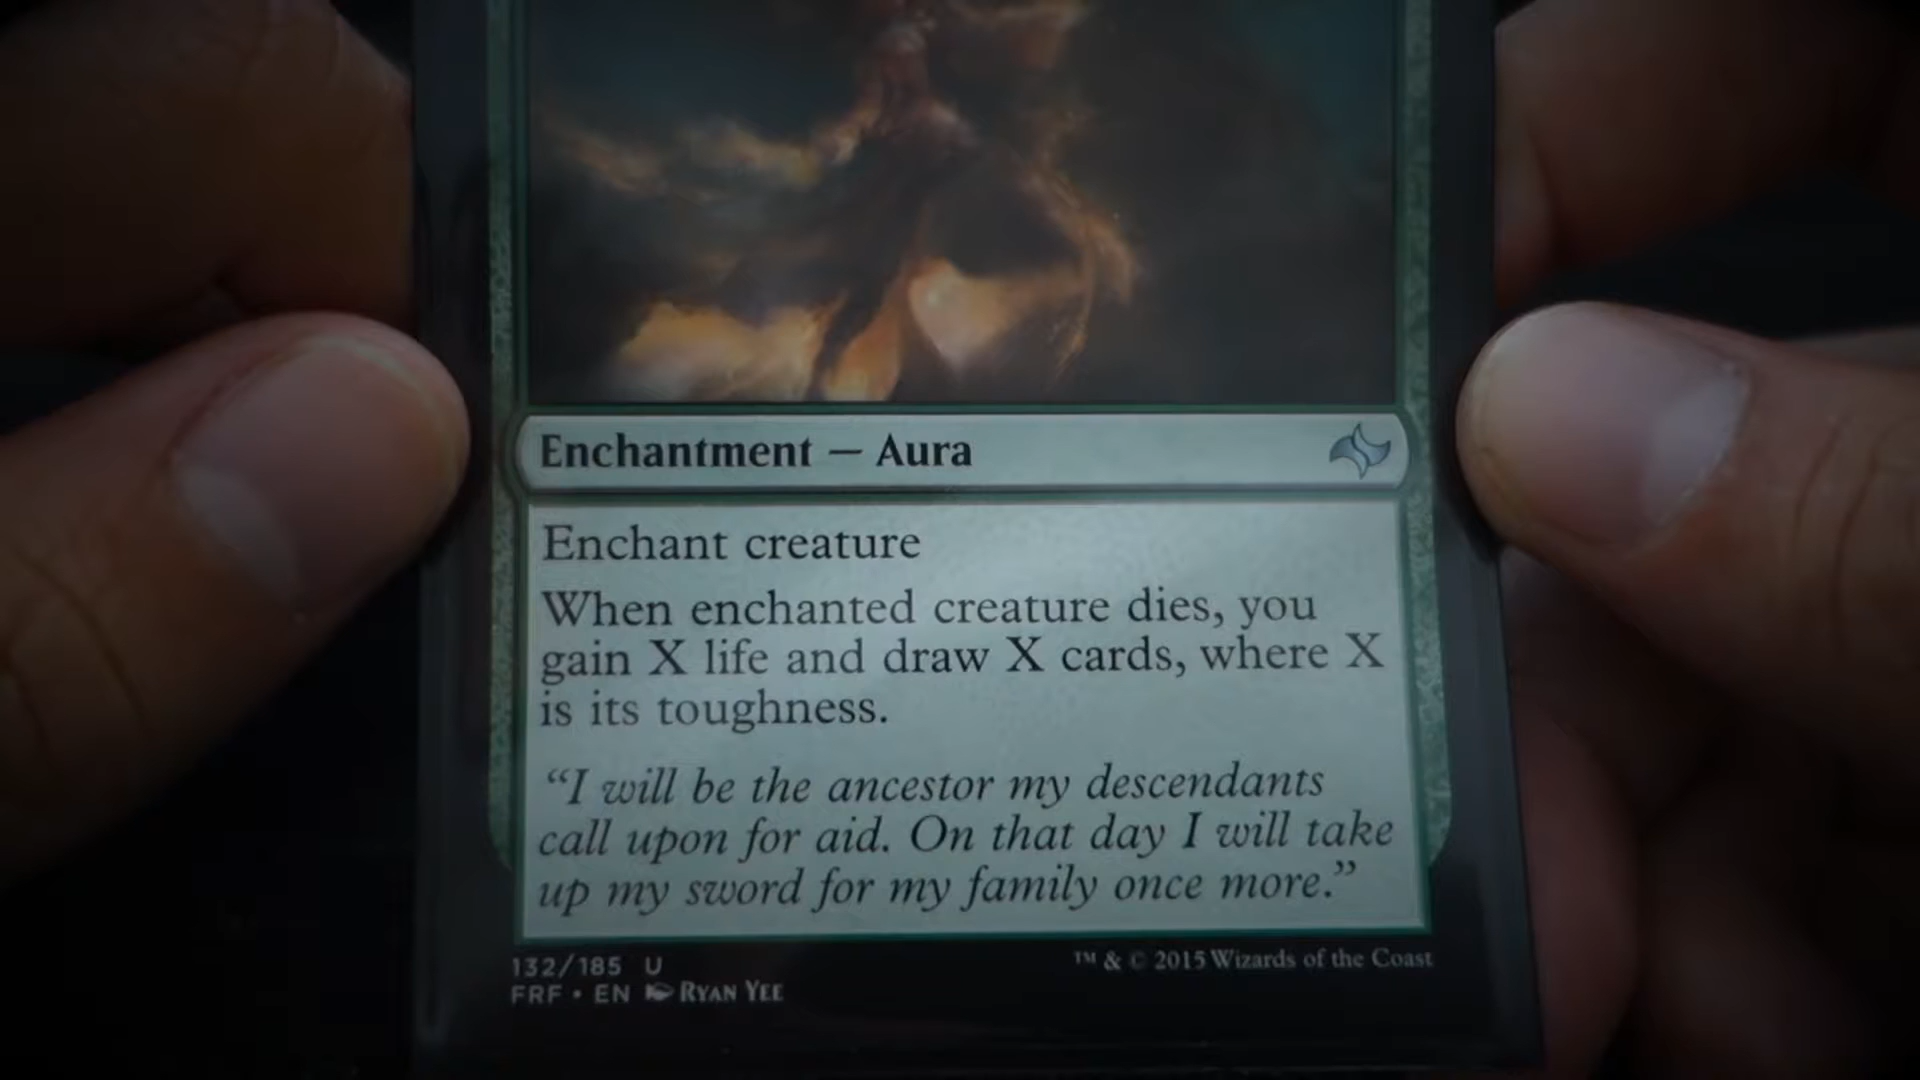 Enchantment — Aura
Enchant creature
When enchanted creature dies, you
gain X life and draw X cards, where X
is its toughness.
“I will be the ancestor my descendants
call upon for aid. On that day I will take
up my sword for my family once more.”
132/185 U
™ & © 2015 Wizards of the Coast
FRF • EN RYAN YEE